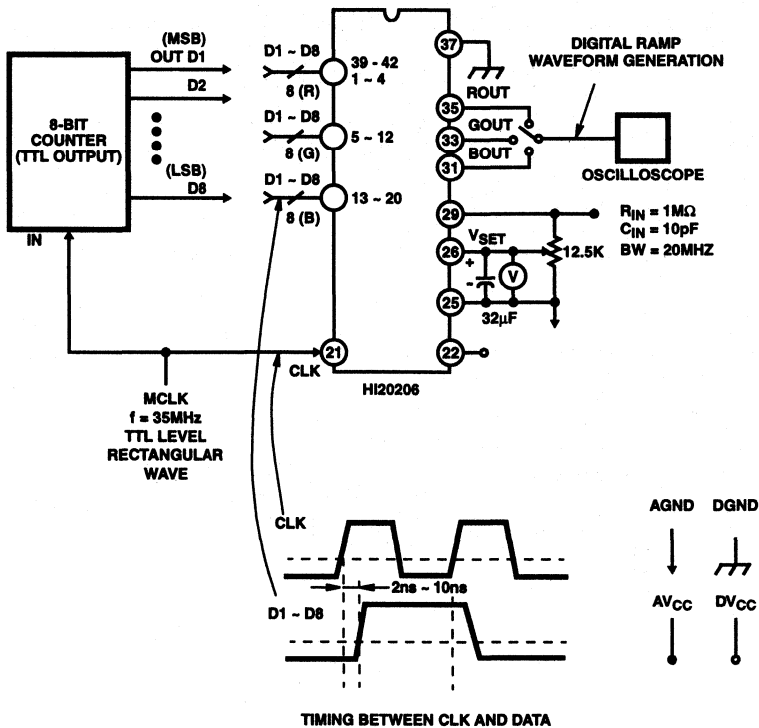 (MSB)
OUT D1
D2
8-BIT
COUNTER
(TTL OUTPUT)
(LSB)
D8
IN
D1 ~ D8
8 (R)
39 - 42
1 ~ 4
D1 ~ D8
8 (G)
5 ~ 12
D1 ~ D8
8 (B)
13 ~ 20
21
CLK
HI20206
37
ROUT
35
GOUT
33
BOUT
31
29
VSET
26
+
-
V
12.5K
25
32μF
22
DIGITAL RAMP
WAVEFORM GENERATION
OSCILLOSCOPE
RIN = 1MΩ
CIN = 10pF
BW = 20MHZ
MCLK
f = 35MHz
TTL LEVEL
RECTANGULAR
WAVE
CLK
2ns ~ 10ns
D1 ~ D8
AGND DGND
AVCC DVCC
TIMING BETWEEN CLK AND DATA